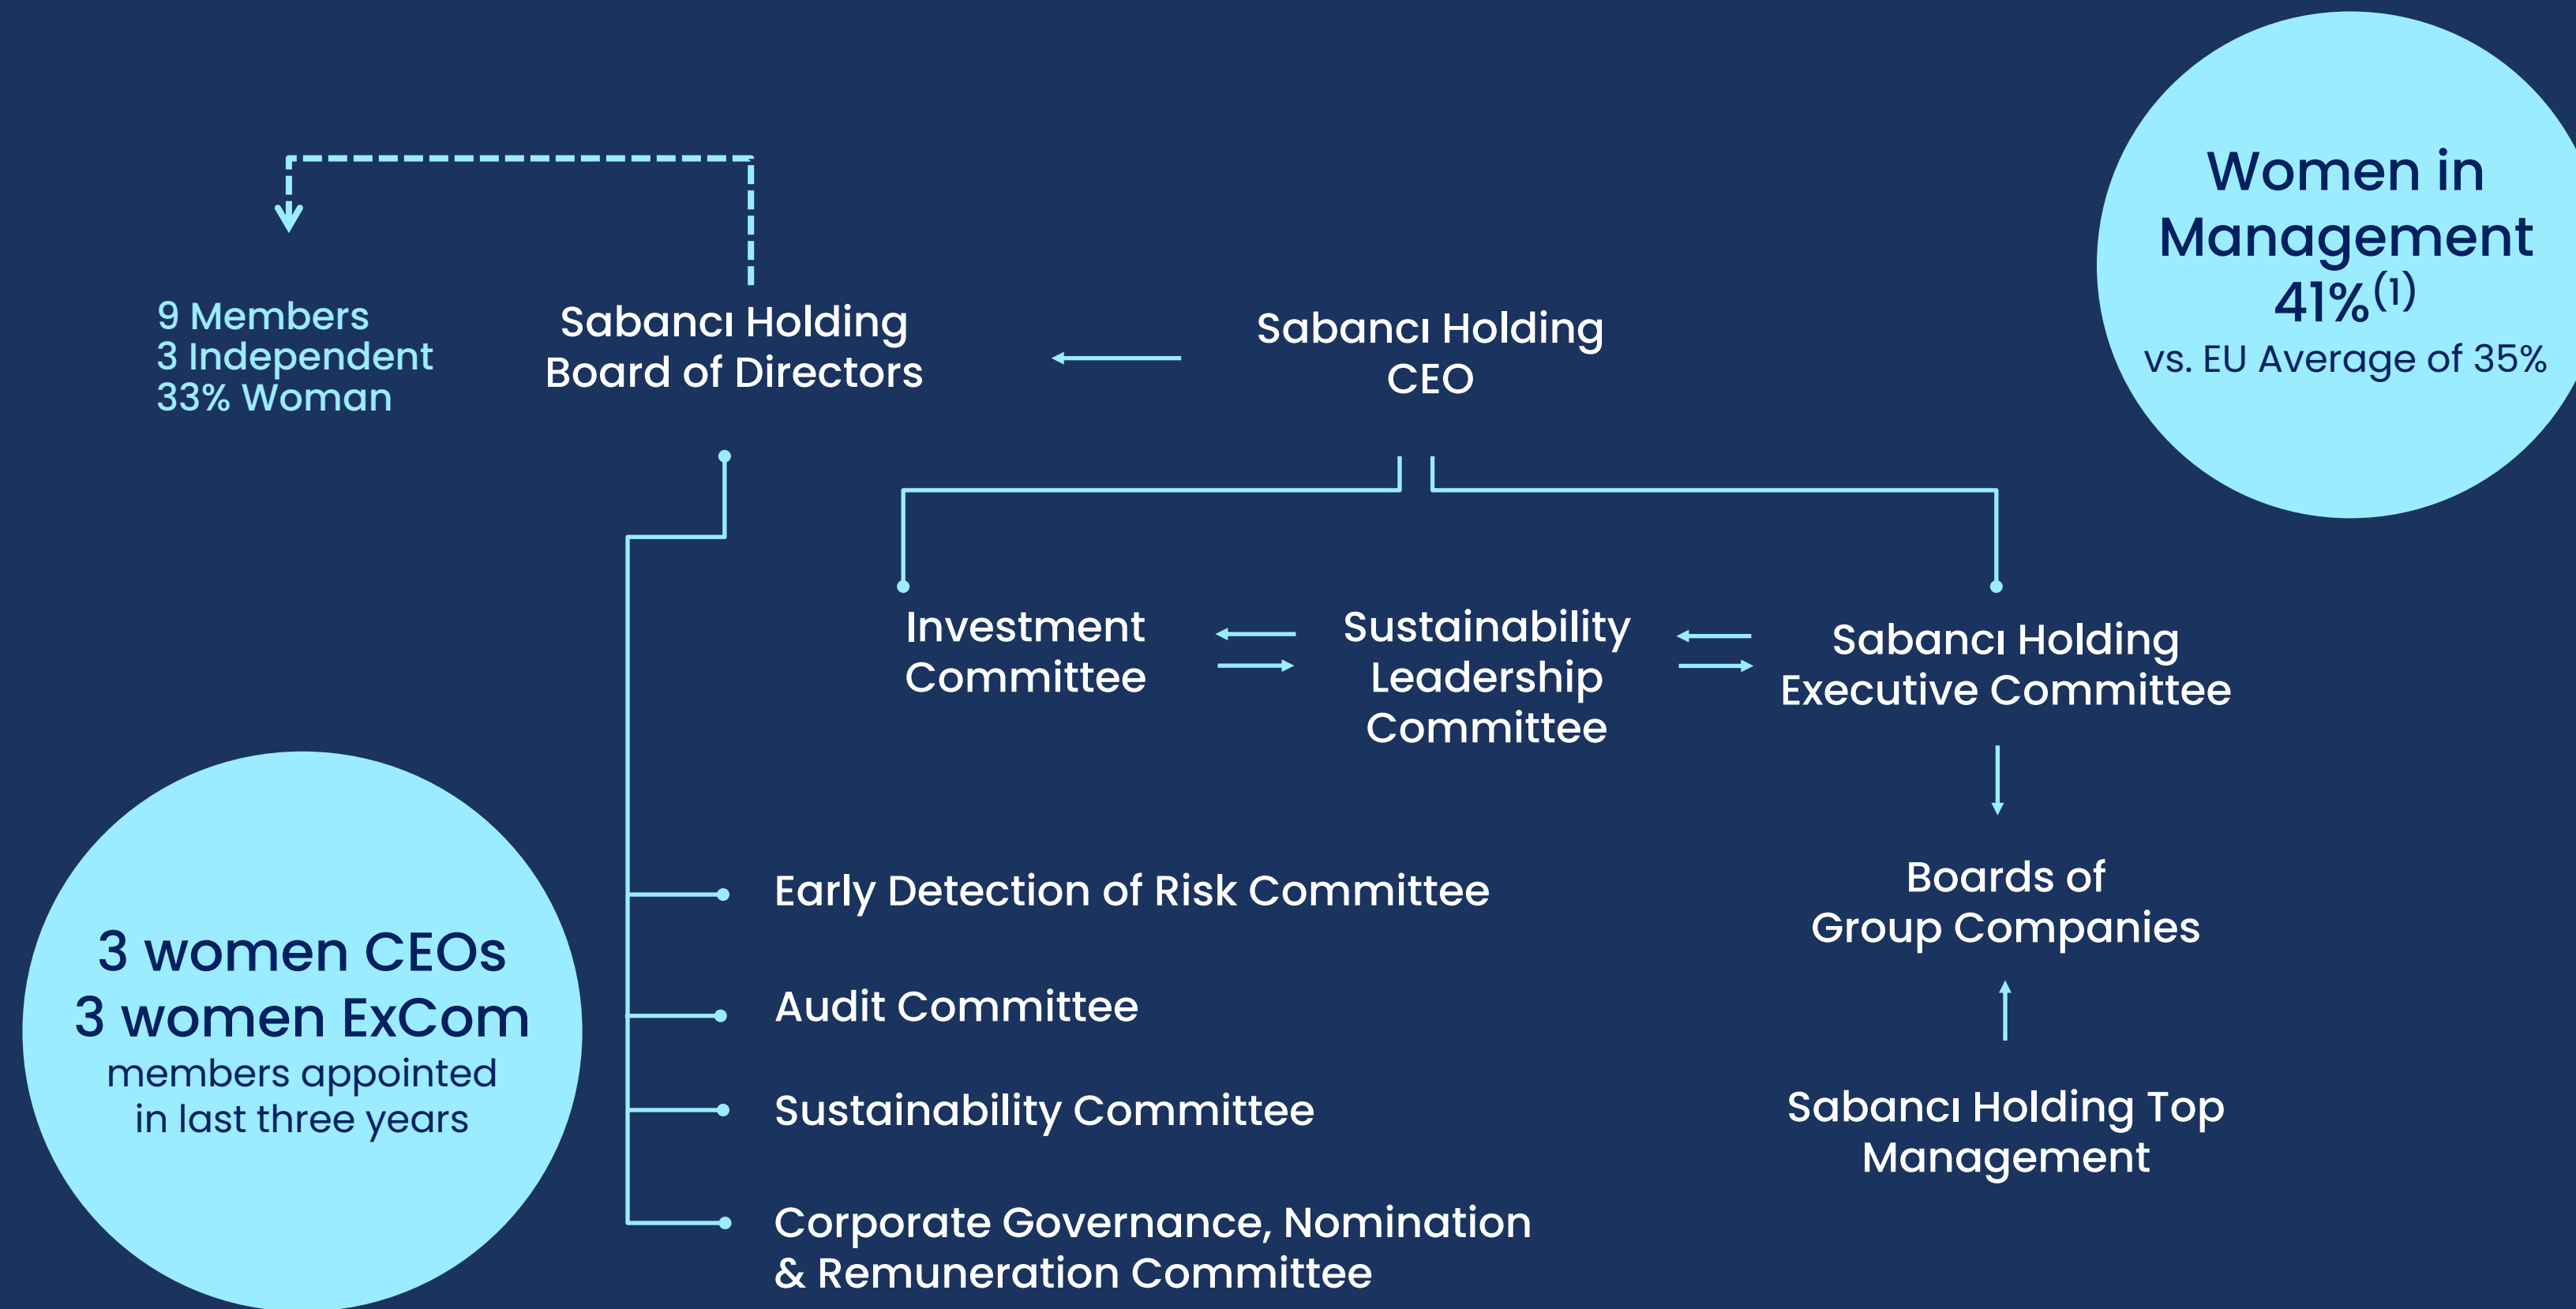 Women in
Management
41%(1)
vs. EU Average of 35%
9 Members
3 Independent
33% Woman
Sabancı Holding
Board of Directors
Sabancı Holding
CEO
Investment
Committee
Sustainability
Leadership
Committee
Sabancı Holding
Executive Committee
Boards of
Group Companies
Sabancı Holding Top
Management
Early Detection of Risk Committee
Audit Committee
Sustainability Committee
Corporate Governance, Nomination
& Remuneration Committee
3 women CEOs
3 women ExCom
members appointed
in last three years